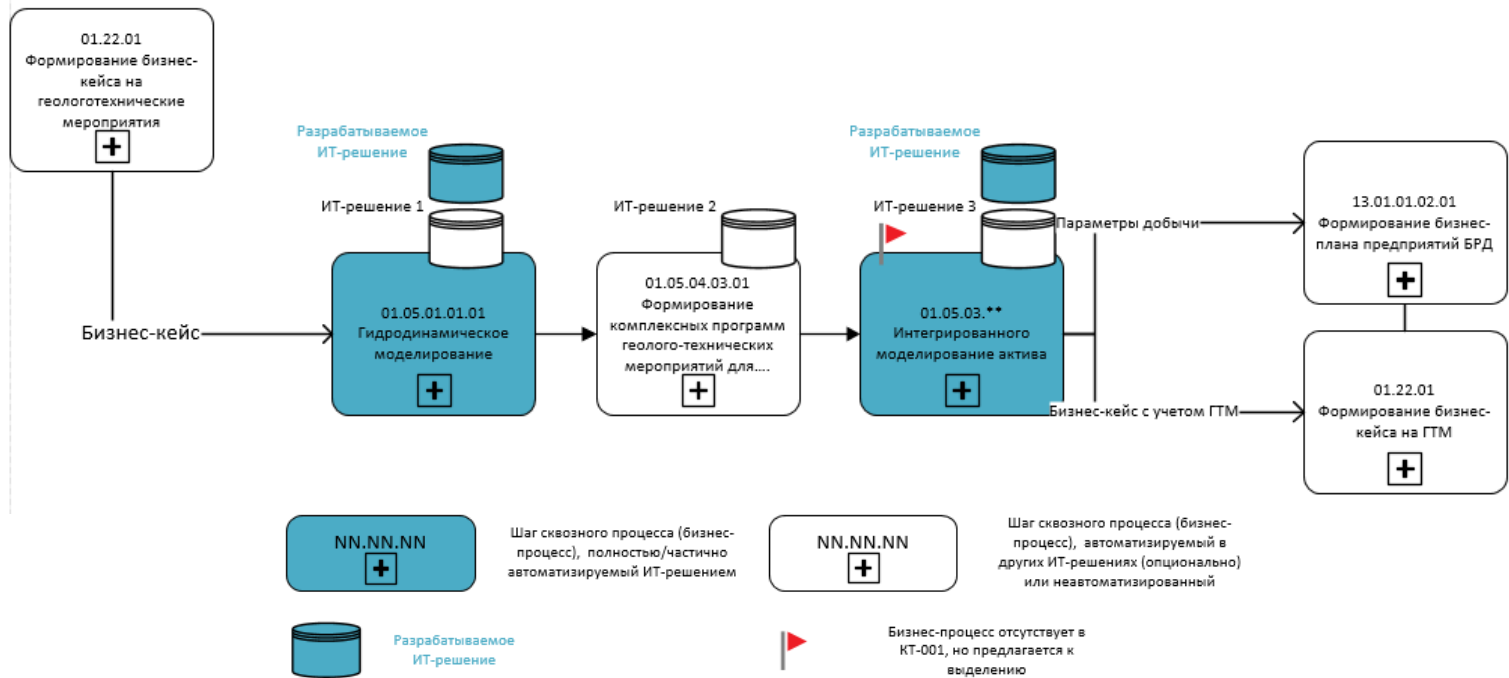 01.22.01
Формирование бизнес-
кейса на
геологотехнические
мероприятия
Бизнес-кейс
Разрабатываемое
ИТ-решение
ИТ-решение 1
01.05.01.01.01
Гидродинамическое
моделирование
ИТ-решение 2
01.05.04.03.01
Формирование
комплексных программ
геолого-технических
мероприятий для....
Разрабатываемое
ИТ-решение
ИТ-решение 3
01.05.03.**
Интегрированного
моделирование актива
Параметры добычи
Бизнес-кейс с учетом ГТМ
13.01.01.02.01
Формирование бизнес-
плана предприятий БРД
01.22.01
Формирование бизнес-
кейса на ГТМ
NN.NN.NN
Шаг сквозного процесса (бизнес-
процесс), полностью/частично
автоматизируемый ИТ-решением
NN.NN.NN
Шаг сквозного процесса (бизнес-
процесс), автоматизируемый в
других ИТ-решениях (опционально)
или неавтоматизированный
Разрабатываемое
ИТ-решение
Бизнес-процесс отсутствует в
КТ-001, но предлагается к
выделению